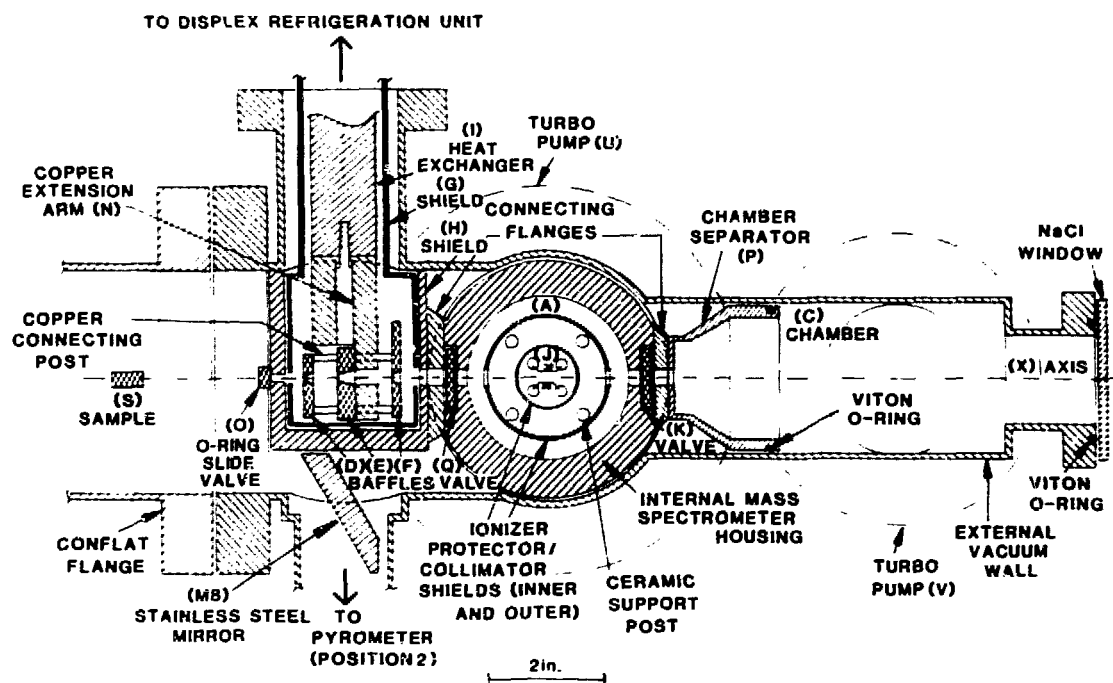 TO DISPLEX REFRIGERATION UNIT
(I)
HEAT
EXCHANGER
(G)
SHIELD
TURBO
PUMP (U)
COPPER
EXTENSION
ARM (N)
(H)
SHIELD
CONNECTING
FLANGES
CHAMBER
SEPARATOR
(P)
NaCl
WINDOW
COPPER
CONNECTING
POST
(A)
(J)
(C)
CHAMBER
(X) AXIS
(S)
SAMPLE
(O)
O-RING
SLIDE
VALVE
(D)(E)(F)
BAFFLES
(Q)
VALVE
(K)
VALVE
VITON
O-RING
CONFLAT
FLANGE
(M8)
STAINLESS STEEL
MIRROR
TO
PYROMETER
(POSITION 2)
IONIZER
PROTECTOR/
COLLIMATOR
SHIELDS (INNER
AND OUTER)
INTERNAL MASS
SPECTROMETER
HOUSING
CERAMIC
SUPPORT
POST
TURBO
PUMP (V)
EXTERNAL
VACUUM
WALL
VITON
O-RING
2in.